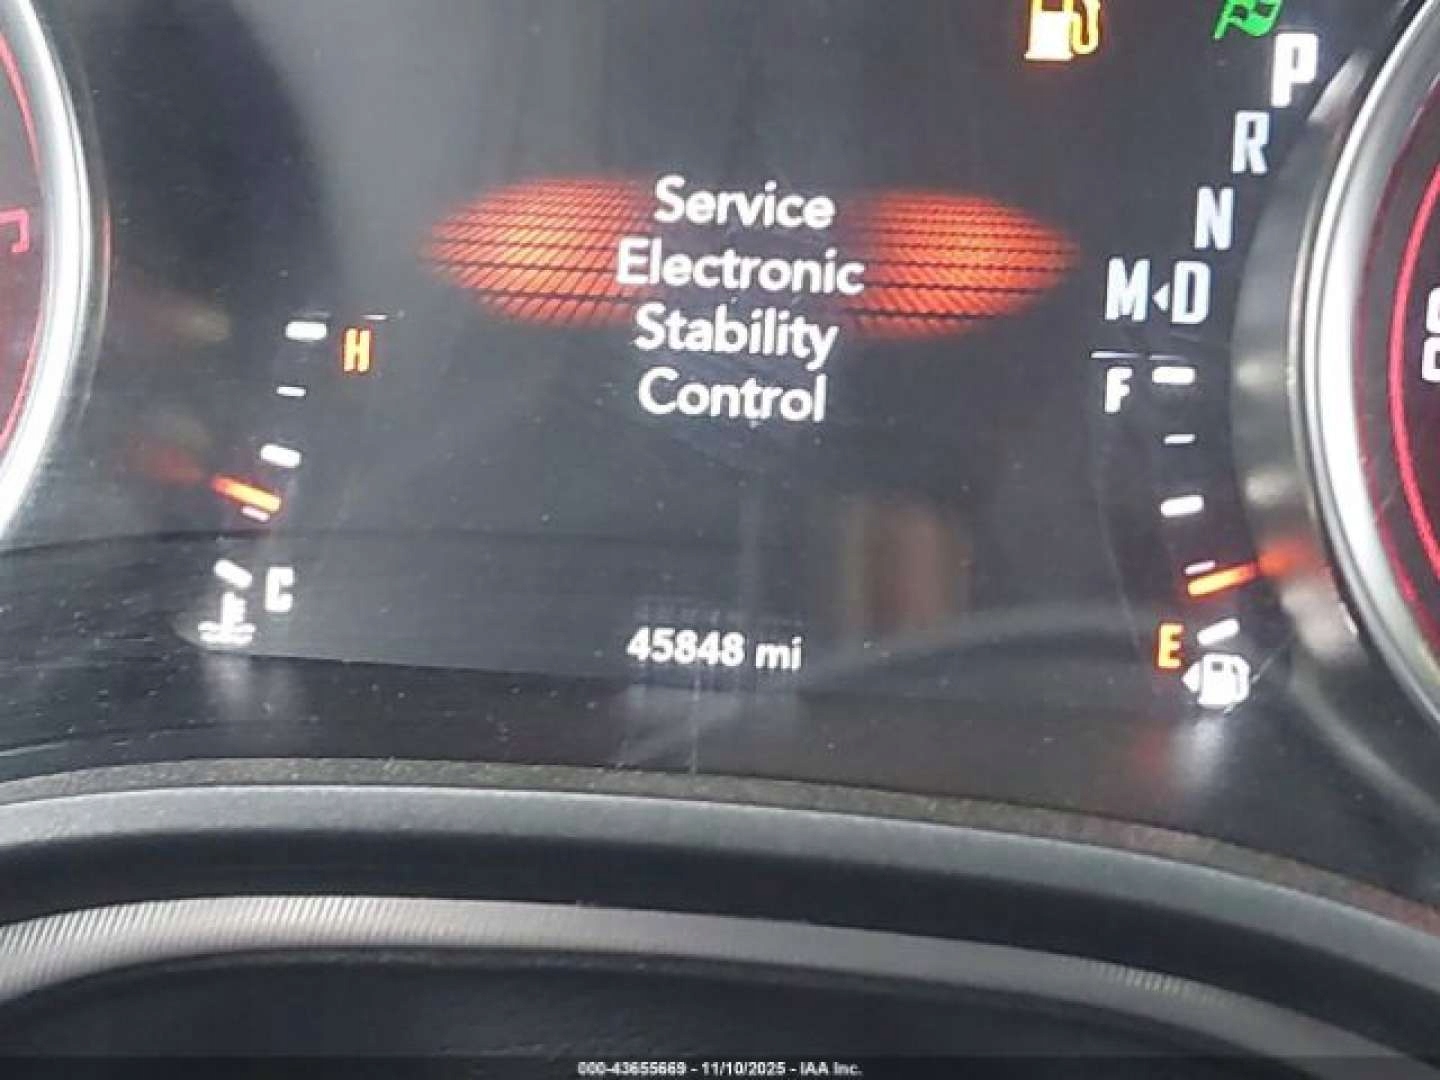 P
R
Service
N
Electronic
M◂D
Stability
H
F
Control
C
45848 mi
E
000-43655669 - 11/10/2025 - IAA Inc.